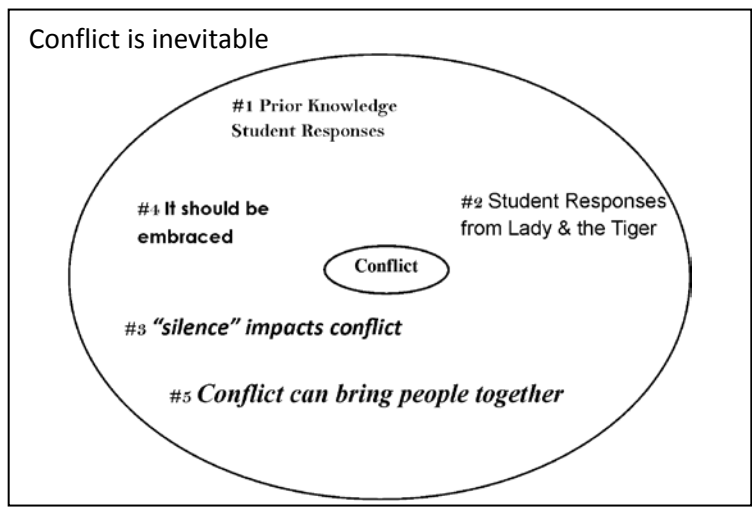 Conflict is inevitable
#1 Prior Knowledge
Student Responses
#4 It should be
embraced
#2 Student Responses
from Lady & the Tiger
Conflict
#3 “silence” impacts conflict
#5 Conflict can bring people together